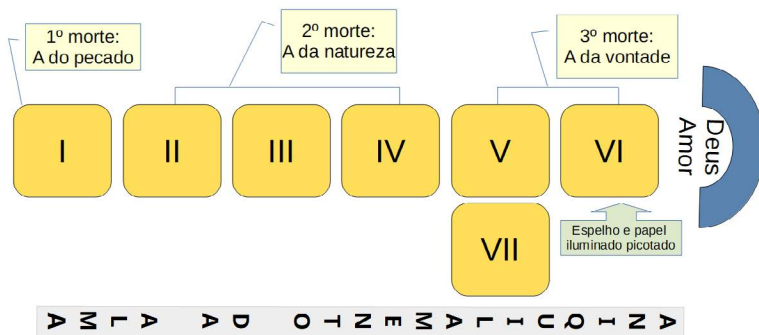 1º morte:
A do pecado
2º morte:
A da natureza
3º morte:
A da vontade
I
II
III
IV
V
VI
Deus
Amor
VII
Espelho e papel
iluminado picotado
ANIQUILAMENTO DA ALMA